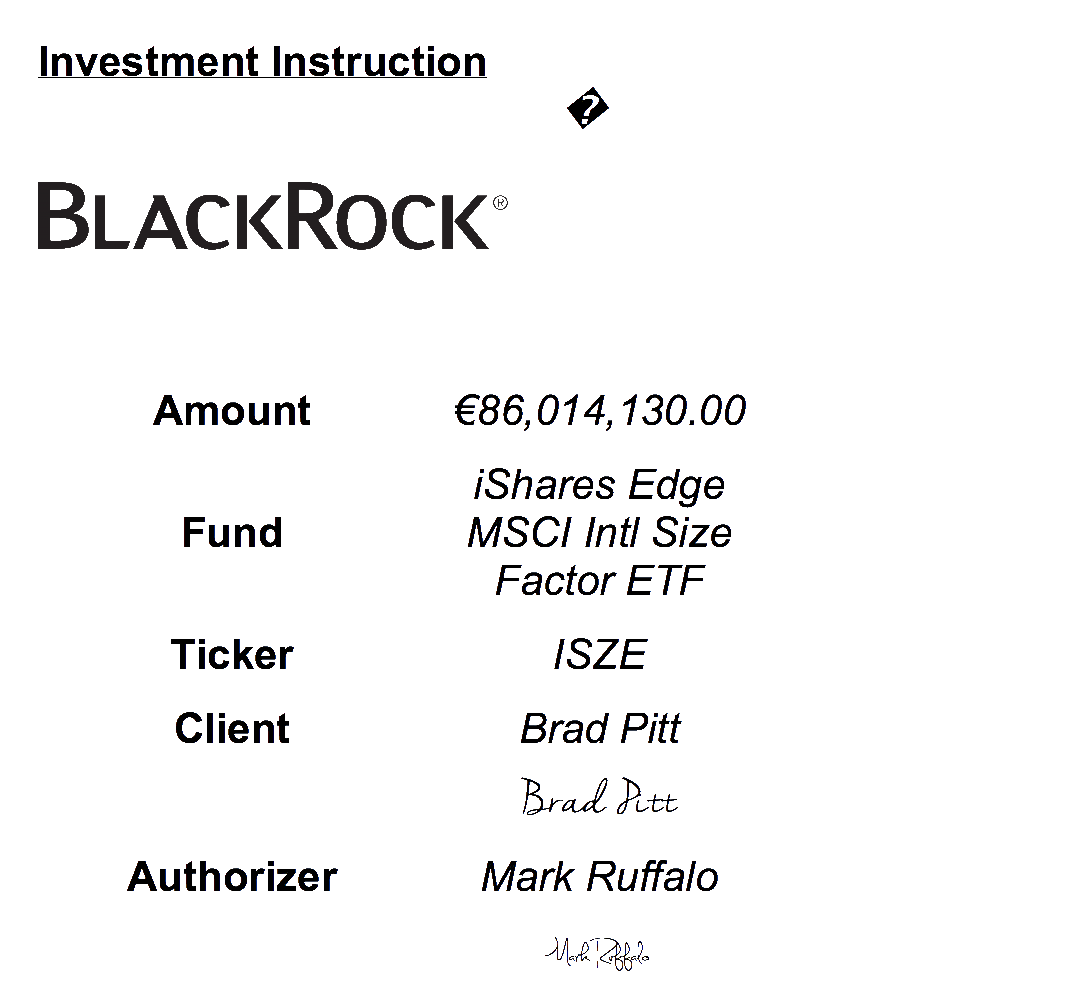 Investment Instruction
�
BLACKROCK®
Amount €86,014,130.00
Fund iShares Edge
MSCI Intl Size
Factor ETF
Ticker ISZE
Client Brad Pitt
Brad Pitt
Authorizer Mark Ruffalo
Mark Ruffalo